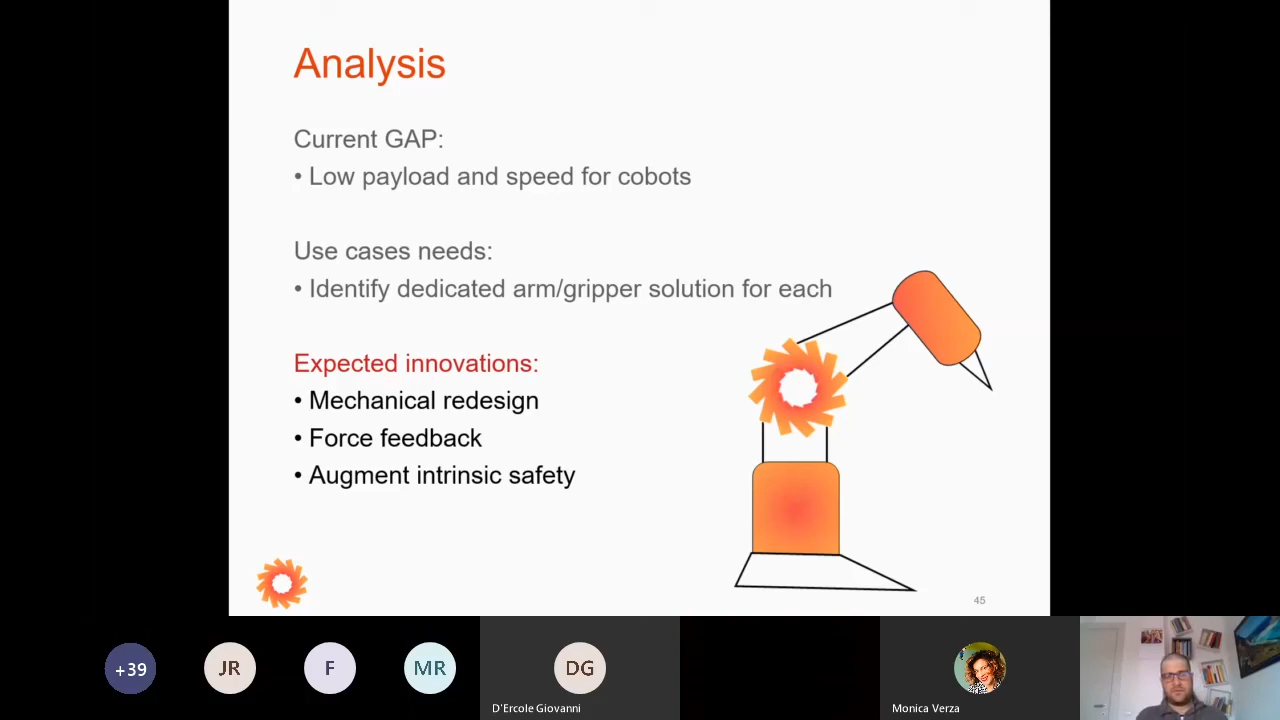 Analysis
Current GAP:
• Low payload and speed for cobots
Use cases needs:
• Identify dedicated arm/gripper solution for each
Expected innovations:
• Mechanical redesign
• Force feedback
• Augment intrinsic safety
45
+39
JR
F
MR
DG
D'Ercole Giovanni
Monica Verza